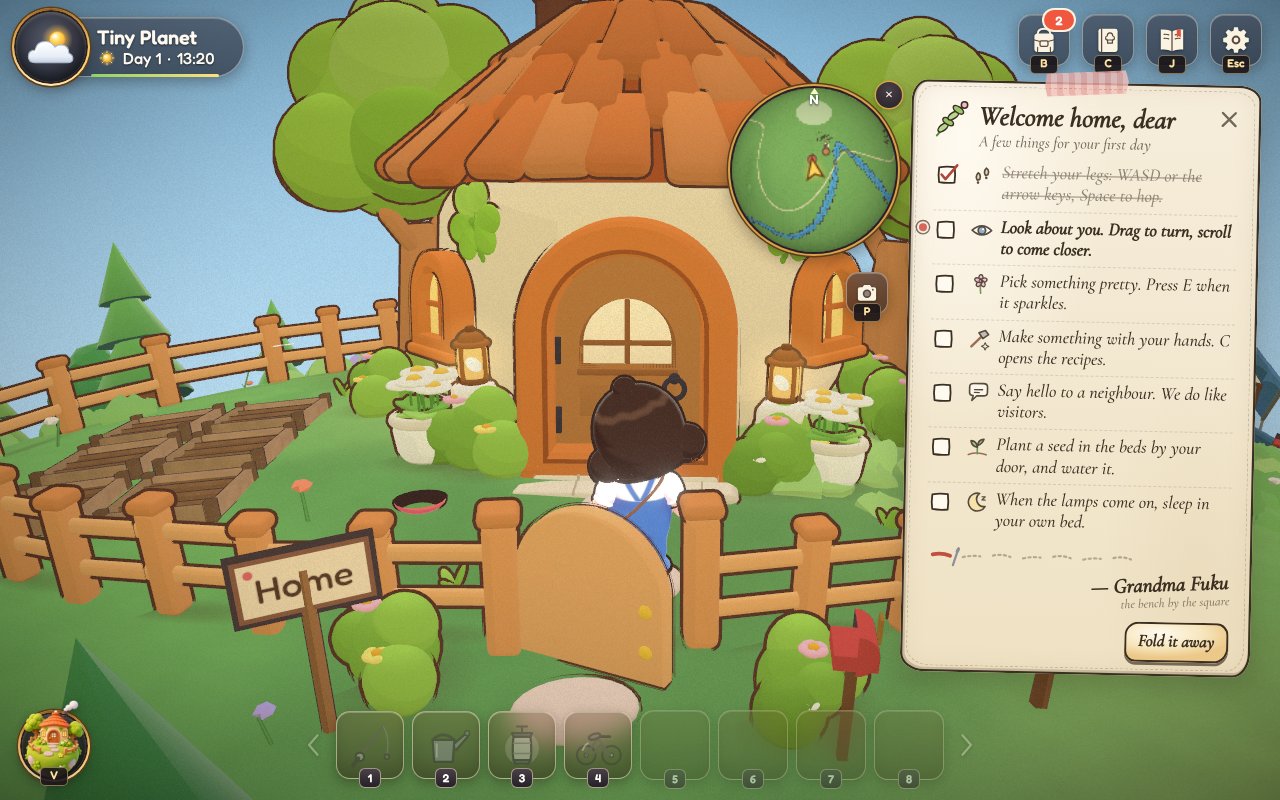 Tiny Planet
Day 1 · 13:20
2
B
C
J
Esc
N
P
Welcome home, dear
A few things for your first day
Stretch your legs: WASD or the
arrow keys, Space to hop.
Look about you. Drag to turn, scroll
to come closer.
Pick something pretty. Press E when
it sparkles.
Make something with your hands. C
opens the recipes.
Say hello to a neighbour. We do like
visitors.
Plant a seed in the beds by your
door, and water it.
When the lamps come on, sleep in
your own bed.
— Grandma Fuku
the bench by the square
Fold it away
Home
V
1
2
3
4
5
6
7
8